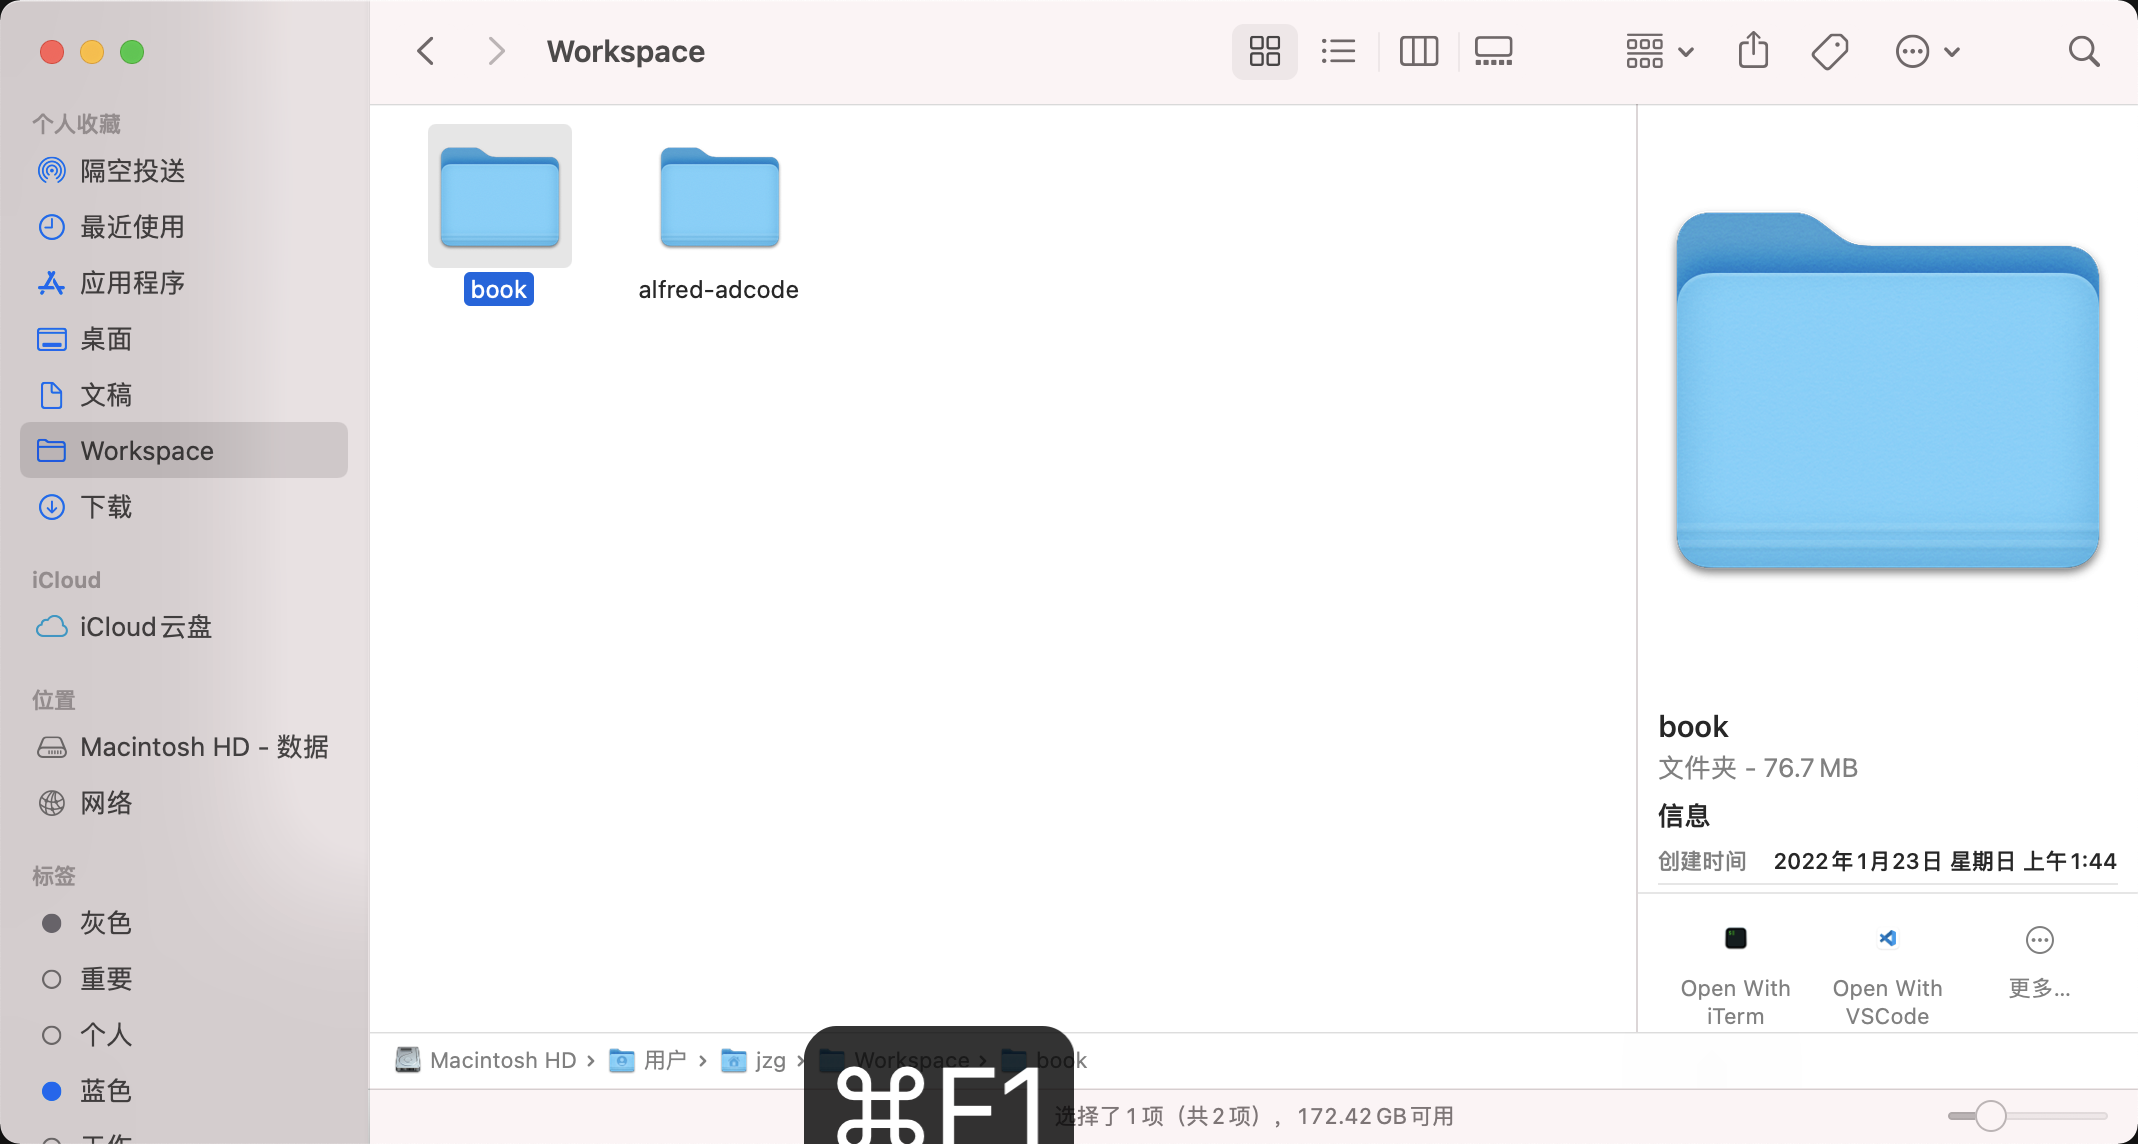 Workspace
个人收藏
隔空投送
最近使用
应用程序
桌面
文稿
Workspace
下载
iCloud
iCloud云盘
位置
Macintosh HD - 数据
网络
标签
灰色
重要
个人
蓝色
工作
book
alfred-adcode
book
文件夹 - 76.7 MB
信息
创建时间 2022年1月23日 星期日 上午1:44
Open With iTerm
Open With VSCode
更多...
Macintosh HD › 用户 › jzg › Workspace › book
⌘F1
选择了1项（共2项），172.42 GB可用